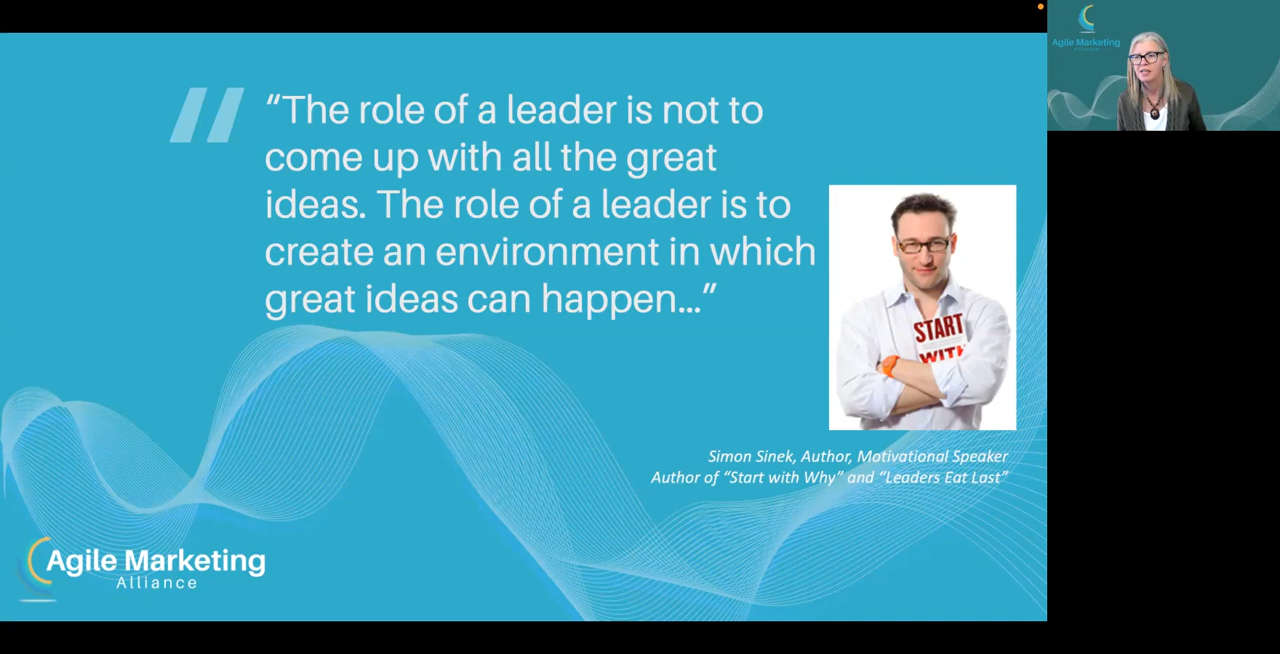 “The role of a leader is not to
come up with all the great
ideas. The role of a leader is to
create an environment in which
great ideas can happen...”
START
WITH
Simon Sinek, Author, Motivational Speaker
Author of “Start with Why” and “Leaders Eat Last”
Agile Marketing
Alliance
Agile Marketing
Alliance